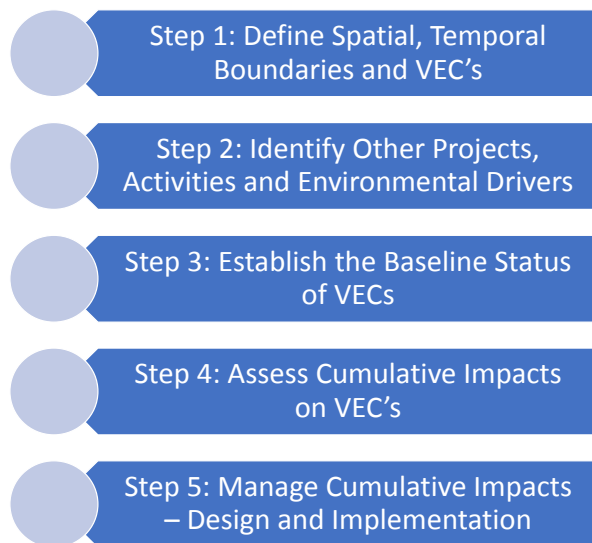 Step 1: Define Spatial, Temporal
Boundaries and VEC’s
Step 2: Identify Other Projects,
Activities and Environmental Drivers
Step 3: Establish the Baseline Status
of VECs
Step 4: Assess Cumulative Impacts
on VEC’s
Step 5: Manage Cumulative Impacts
– Design and Implementation